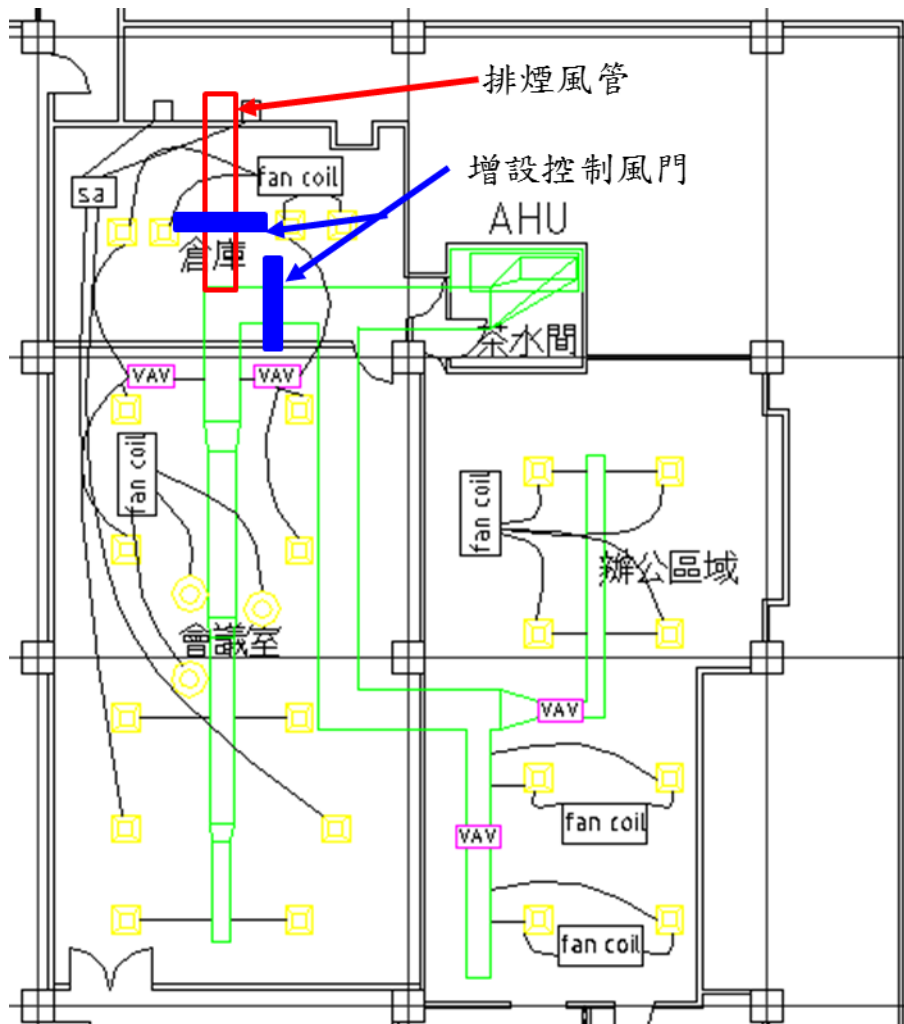 排煙風管
增設控制風門
fan coil
sa
AHU
倉庫
茶水間
VAV
VAV
fan coil
fan coil
辦公區域
會議室
VAV
fan coil
VAV
fan coil